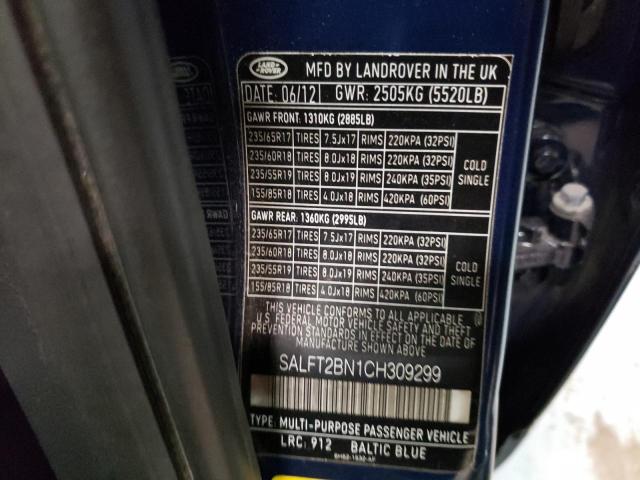 LAND
ROVER
MFD BY LANDROVER IN THE UK
DATE: 06/12 GWR: 2505KG (5520LB)
GAWR FRONT: 1310KG (2885LB)
235/65R17 TIRES 7.5Jx17 RIMS 220KPA (32PSI)
235/60R18 TIRES 8.0Jx18 RIMS 220KPA (32PSI)
235/55R19 TIRES 8.0Jx19 RIMS 240KPA (35PSI)
155/85R18 TIRES 4.0Jx18 RIMS 420KPA (60PSI)
COLD
SINGLE
GAWR REAR: 1360KG (2995LB)
235/65R17 TIRES 7.5Jx17 RIMS 220KPA (32PSI)
235/60R18 TIRES 8.0Jx18 RIMS 220KPA (32PSI)
235/55R19 TIRES 8.0Jx19 RIMS 240KPA (35PSI)
155/85R18 TIRES 4.0Jx18 RIMS 420KPA (60PSI)
COLD
SINGLE
THIS VEHICLE CONFORMS TO ALL APPLICABLE
U.S. FEDERAL MOTOR VEHICLE SAFETY AND THEFT
PREVENTION STANDARDS IN EFFECT ON THE DATE OF
MANUFACTURE SHOWN ABOVE
SALFT2BN1CH309299
TYPE: MULTI-PURPOSE PASSENGER VEHICLE
LRC: 912 BALTIC BLUE